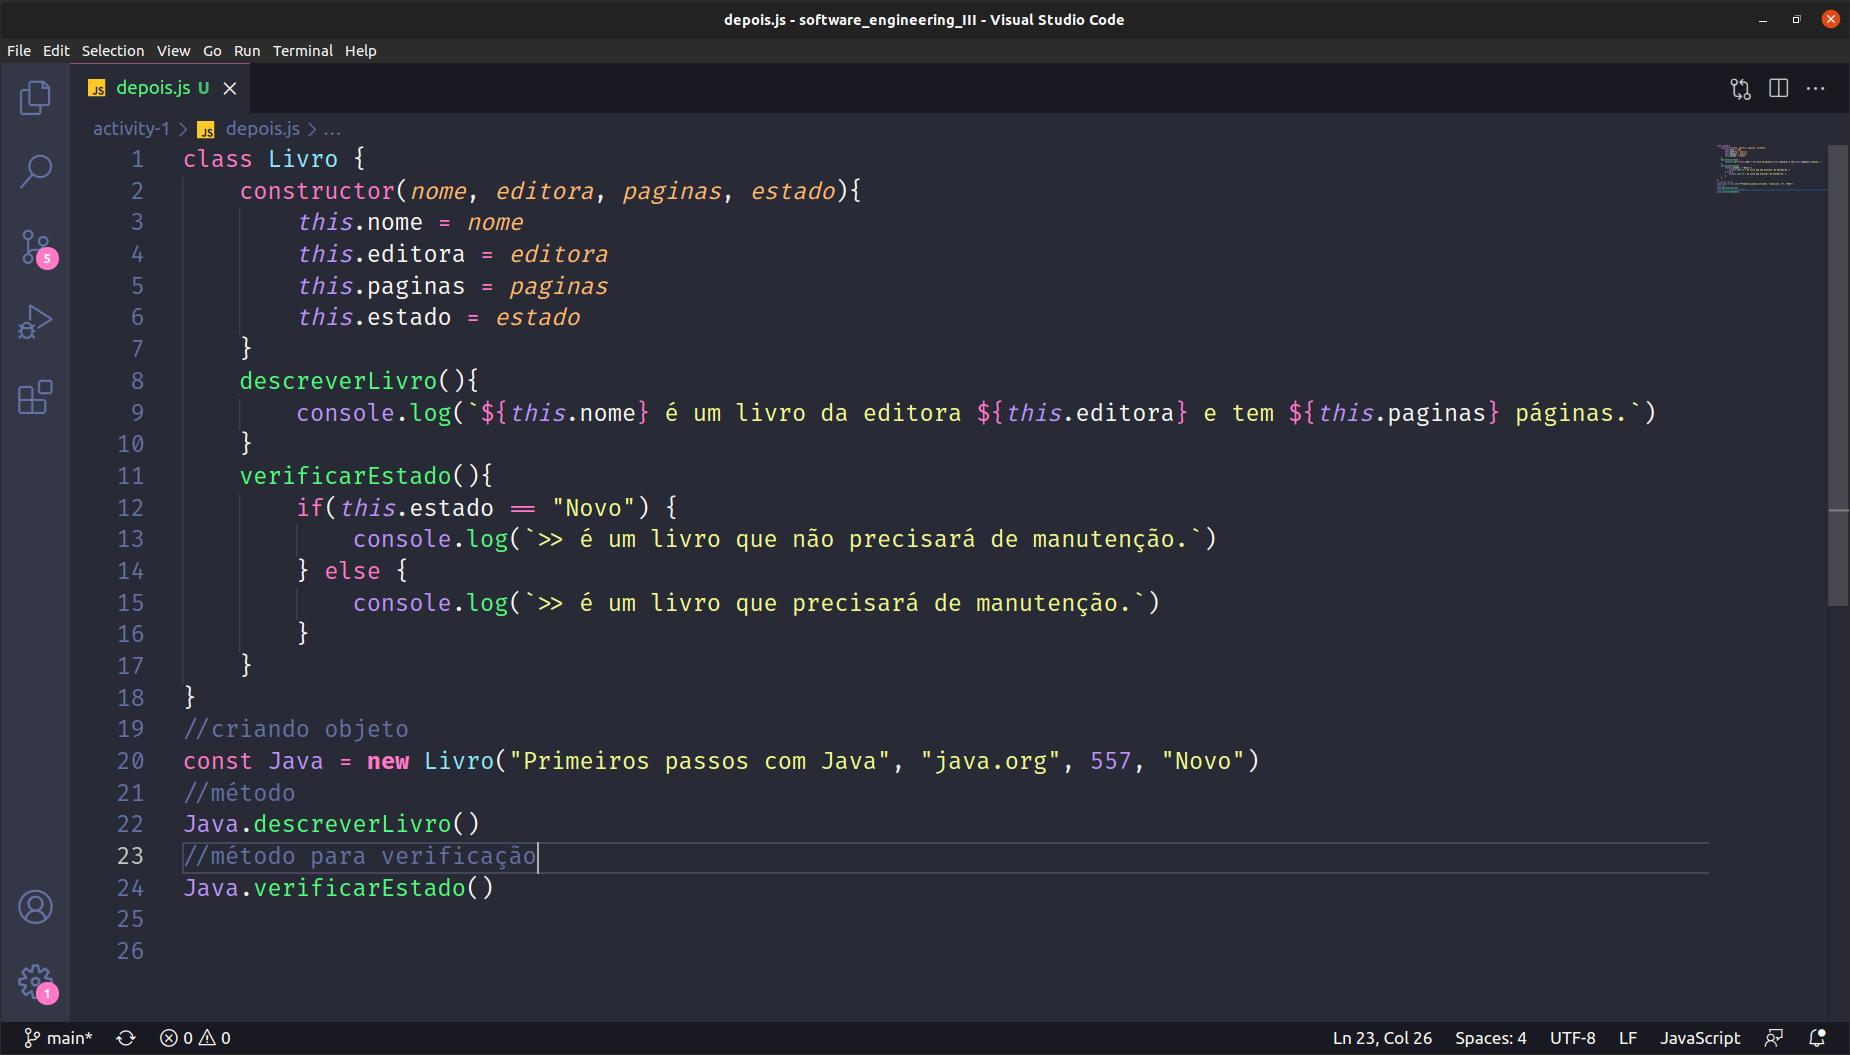 depois.js - software_engineering_III - Visual Studio Code
File Edit Selection View Go Run Terminal Help
JS depois.js U
activity-1 > JS depois.js > ...
1 class Livro {
2     constructor(nome, editora, paginas, estado){
3         this.nome = nome
4         this.editora = editora
5         this.paginas = paginas
6         this.estado = estado
7     }
8     descreverLivro(){
9         console.log(`${this.nome} é um livro da editora ${this.editora} e tem ${this.paginas} páginas.`)
10     }
11     verificarEstado(){
12         if(this.estado == "Novo") {
13             console.log(`>> é um livro que não precisará de manutenção.`)
14         } else {
15             console.log(`>> é um livro que precisará de manutenção.`)
16         }
17     }
18 }
19 //criando objeto
20 const Java = new Livro("Primeiros passos com Java", "java.org", 557, "Novo")
21 //método
22 Java.descreverLivro()
23 //método para verificação
24 Java.verificarEstado()
25
26
5
1
main* 0 0 Ln 23, Col 26 Spaces: 4 UTF-8 LF JavaScript